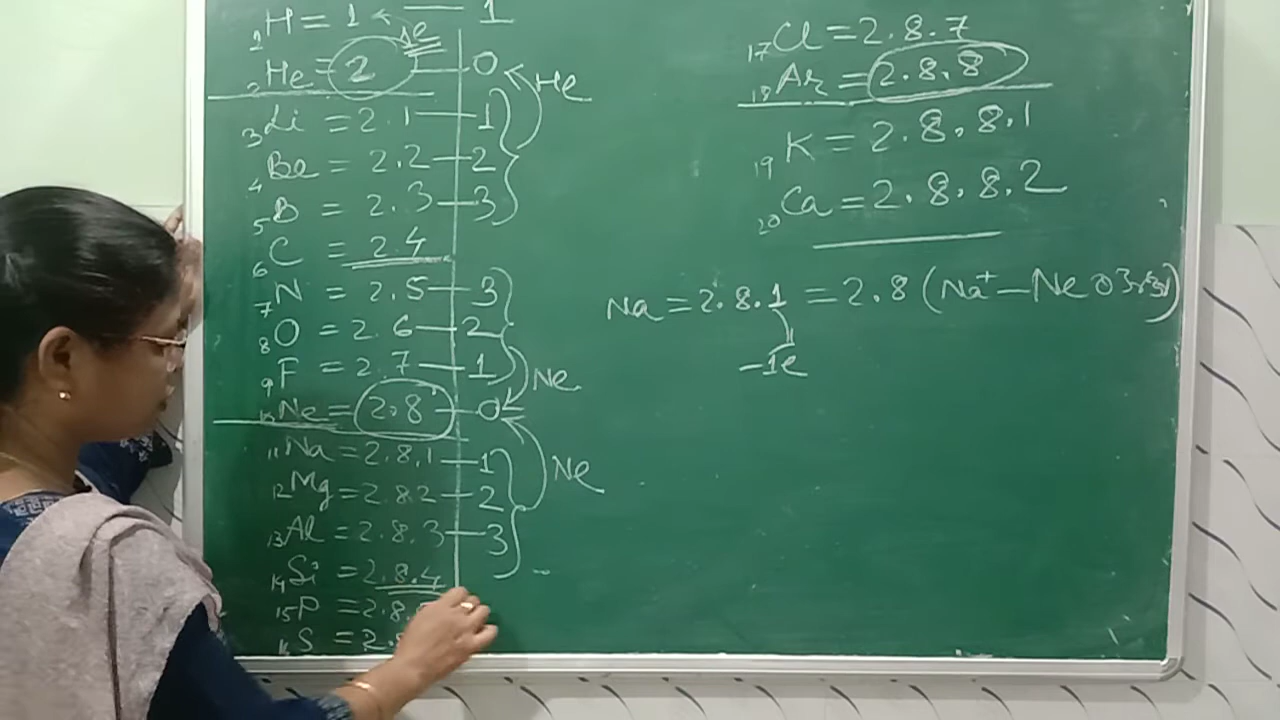 1H = 1 — 1
1e
2He = 2 — 0
He
3Li = 2.1 — 1
4Be = 2.2 — 2
5B = 2.3 — 3
6C = 2.4
7N = 2.5 — 3
8O = 2.6 — 2
9F = 2.7 — 1
Ne
10Ne = 2.8 — 0
11Na = 2.8.1 — 1
Ne
12Mg = 2.8.2 — 2
13Al = 2.8.3 — 3
14Si = 2.8.4
15P = 2.8.
16S = 2.
17Cl = 2.8.7
18Ar = 2.8.8
19K = 2.8.8.1
20Ca = 2.8.8.2
Na = 2.8.1 = 2.8 (Na⁺ — Ne
-1e